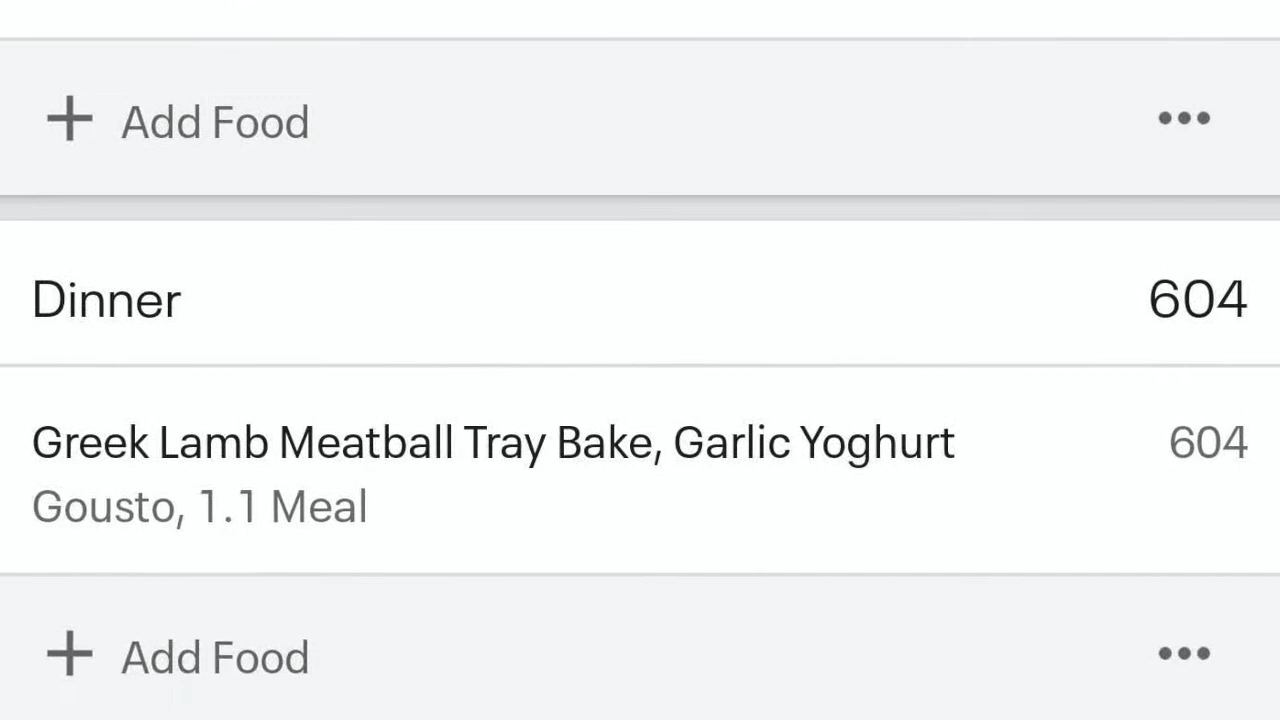 + Add Food •••
Dinner 604
Greek Lamb Meatball Tray Bake, Garlic Yoghurt 604
Gousto, 1.1 Meal
+ Add Food •••